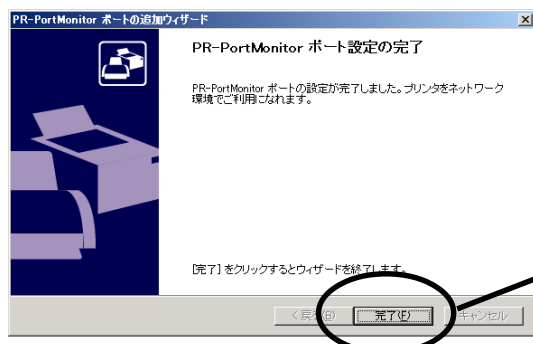 PR-PortMonitor ポートの追加ウィザード
PR-PortMonitor ポート設定の完了
PR-PortMonitor ポートの設定が完了しました。プリンタをネットワーク
環境でご利用になれます。
[完了] をクリックするとウィザードを終了します。
< 戻る(B)
完了(F)
キャンセル